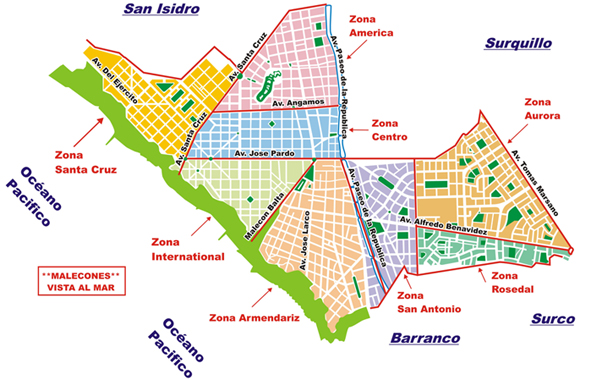 San Isidro
Zona
America
Surquillo
Av. Santa Cruz
Av. Paseo de la Republica
Zona
Aurora
Av. Del Ejercito
Av. Angamos
Zona
Centro
Av. Santa Cruz
Av. Jose Pardo
Av. Tomas Marsano
Zona
Santa Cruz
Océano
Pacífico
Malecon Balta
Av. Jose Larco
Av. Paseo de la Republica
Av. Alfredo Benavidez
Zona
International
**MALECONES**
VISTA AL MAR
Zona
Rosedal
Zona
San Antonio
Zona Armendariz
Surco
Barranco
Océano
Pacífico